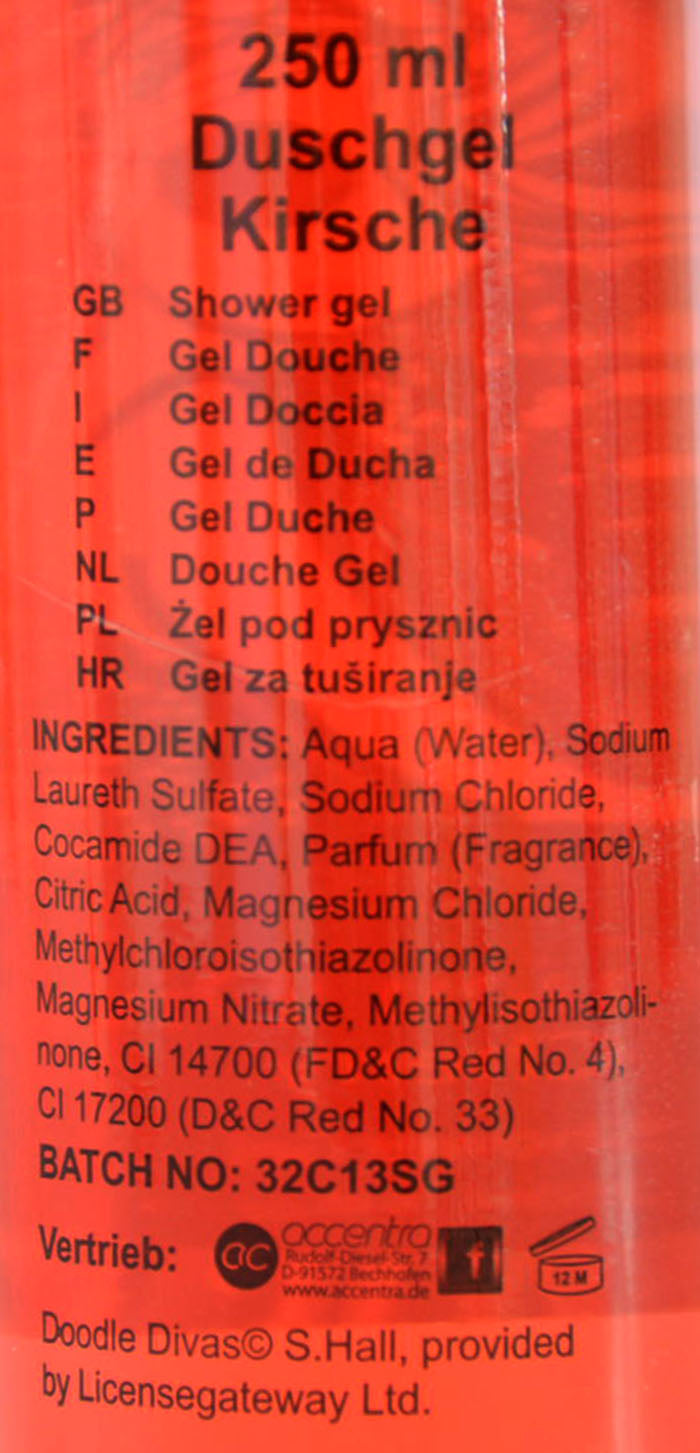 250 ml
Duschgel
Kirsche
GB Shower gel
F Gel Douche
I Gel Doccia
E Gel de Ducha
P Gel Duche
NL Douche Gel
PL Żel pod prysznic
HR Gel za tuširanje
INGREDIENTS: Aqua (Water), Sodium
Laureth Sulfate, Sodium Chloride,
Cocamide DEA, Parfum (Fragrance),
Citric Acid, Magnesium Chloride,
Methylchloroisothiazolinone,
Magnesium Nitrate, Methylisothiazoli-
none, CI 14700 (FD&C Red No. 4),
CI 17200 (D&C Red No. 33)
BATCH NO: 32C13SG
Vertrieb: ac accentra
Rudolf-Diesel-Str. 7
D-91572 Bechhofen
www.accentra.de
f
12 M
Doodle Divas© S.Hall, provided
by Licensegateway Ltd.